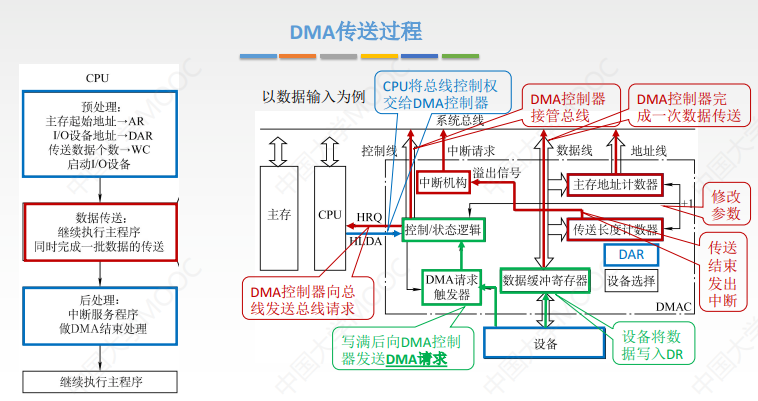 DMA传送过程
CPU
预处理:
主存起始地址→AR
I/O设备地址→DAR
传送数据个数→WC
启动I/O设备
数据传送:
继续执行主程序
同时完成一批数据的传送
后处理:
中断服务程序
做DMA结束处理
继续执行主程序
以数据输入为例
CPU将总线控制权
交给DMA控制器
DMA控制器
接管总线
DMA控制器完
成一次数据传送
系统总线
控制线
中断请求
数据线
地址线
溢出信号
中断机构
主存地址计数器
+1
修改
参数
主存
CPU
HRQ
HLDA
控制/状态逻辑
传送长度计数器
DAR
设备选择
传送
结束
发出
中断
DMA请求
触发器
数据缓冲寄存器
DMAC
DMA控制器向总
线发送总线请求
写满后向DMA控制
器发送DMA请求
设备
设备将数
据写入DR
中国大学MOOC